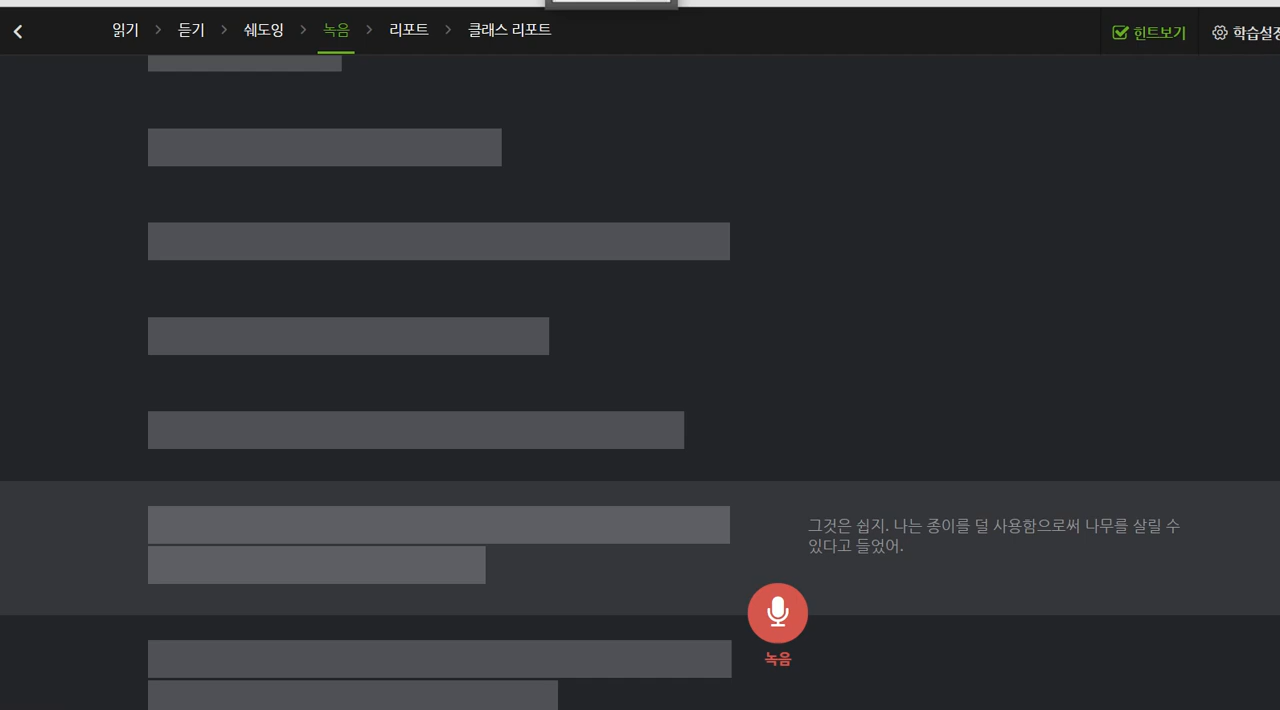 읽기 듣기 쉐도잉 녹음 리포트 클래스 리포트 힌트보기 학습설정
그것은 쉽지. 나는 종이를 덜 사용함으로써 나무를 살릴 수
있다고 들었어.
녹음